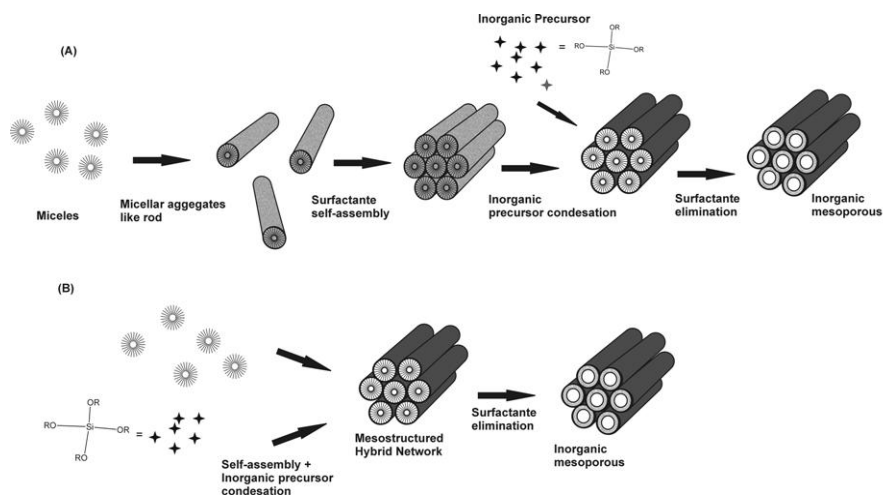 (A)
Inorganic Precursor
=
OR
RO
Si
OR
RO
Miceles
Micellar aggegates
like rod
Surfactante
self-assembly
Inorganic
precursor condesation
Surfactante
elimination
Inorganic
mesoporous
(B)
OR
RO
Si
OR
RO
=
Self-assembly +
Inorganic precursor
condesation
Mesostructured
Hybrid Network
Surfactante
elimination
Inorganic
mesoporous